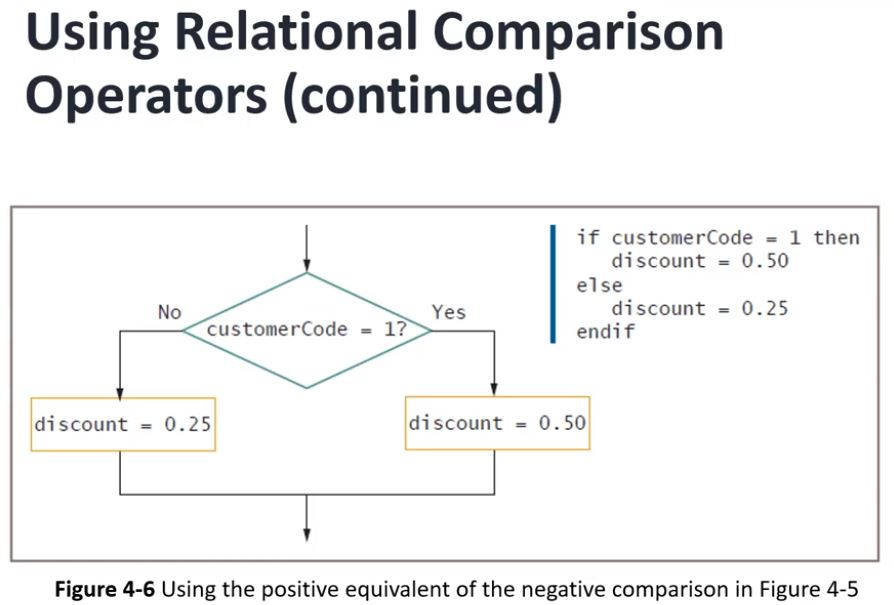 Using Relational Comparison
Operators (continued)
No
customerCode = 1?
Yes
discount = 0.25
discount = 0.50
if customerCode = 1 then
discount = 0.50
else
discount = 0.25
endif
Figure 4-6 Using the positive equivalent of the negative comparison in Figure 4-5